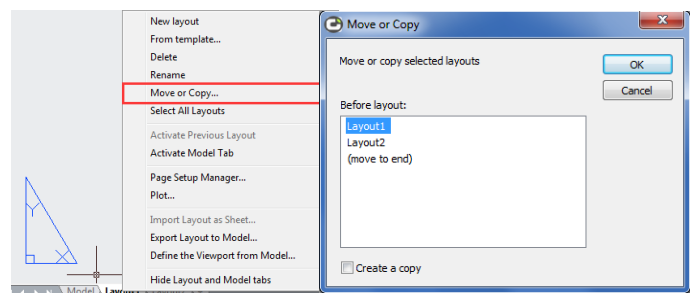 New layout
From template...
Delete
Rename
Move or Copy...
Select All Layouts
Activate Previous Layout
Activate Model Tab
Page Setup Manager...
Plot...
Import Layout as Sheet...
Export Layout to Model...
Define the Viewport from Model...
Hide Layout and Model tabs
Y
X
Model
Move or Copy
Move or copy selected layouts
OK
Cancel
Before layout:
Layout1
Layout2
(move to end)
Create a copy